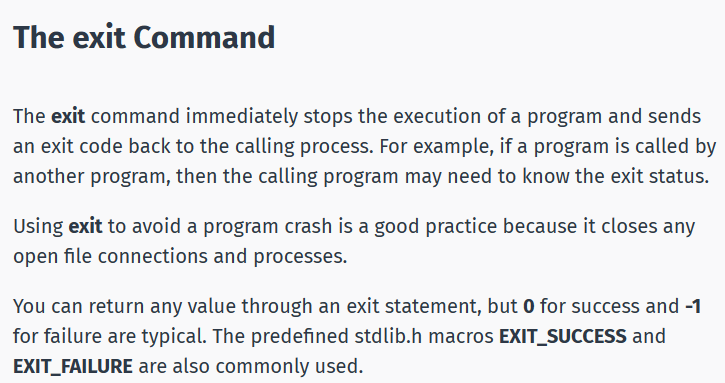 The exit Command
The exit command immediately stops the execution of a program and sends
an exit code back to the calling process. For example, if a program is called by
another program, then the calling program may need to know the exit status.
Using exit to avoid a program crash is a good practice because it closes any
open file connections and processes.
You can return any value through an exit statement, but 0 for success and -1
for failure are typical. The predefined stdlib.h macros EXIT_SUCCESS and
EXIT_FAILURE are also commonly used.